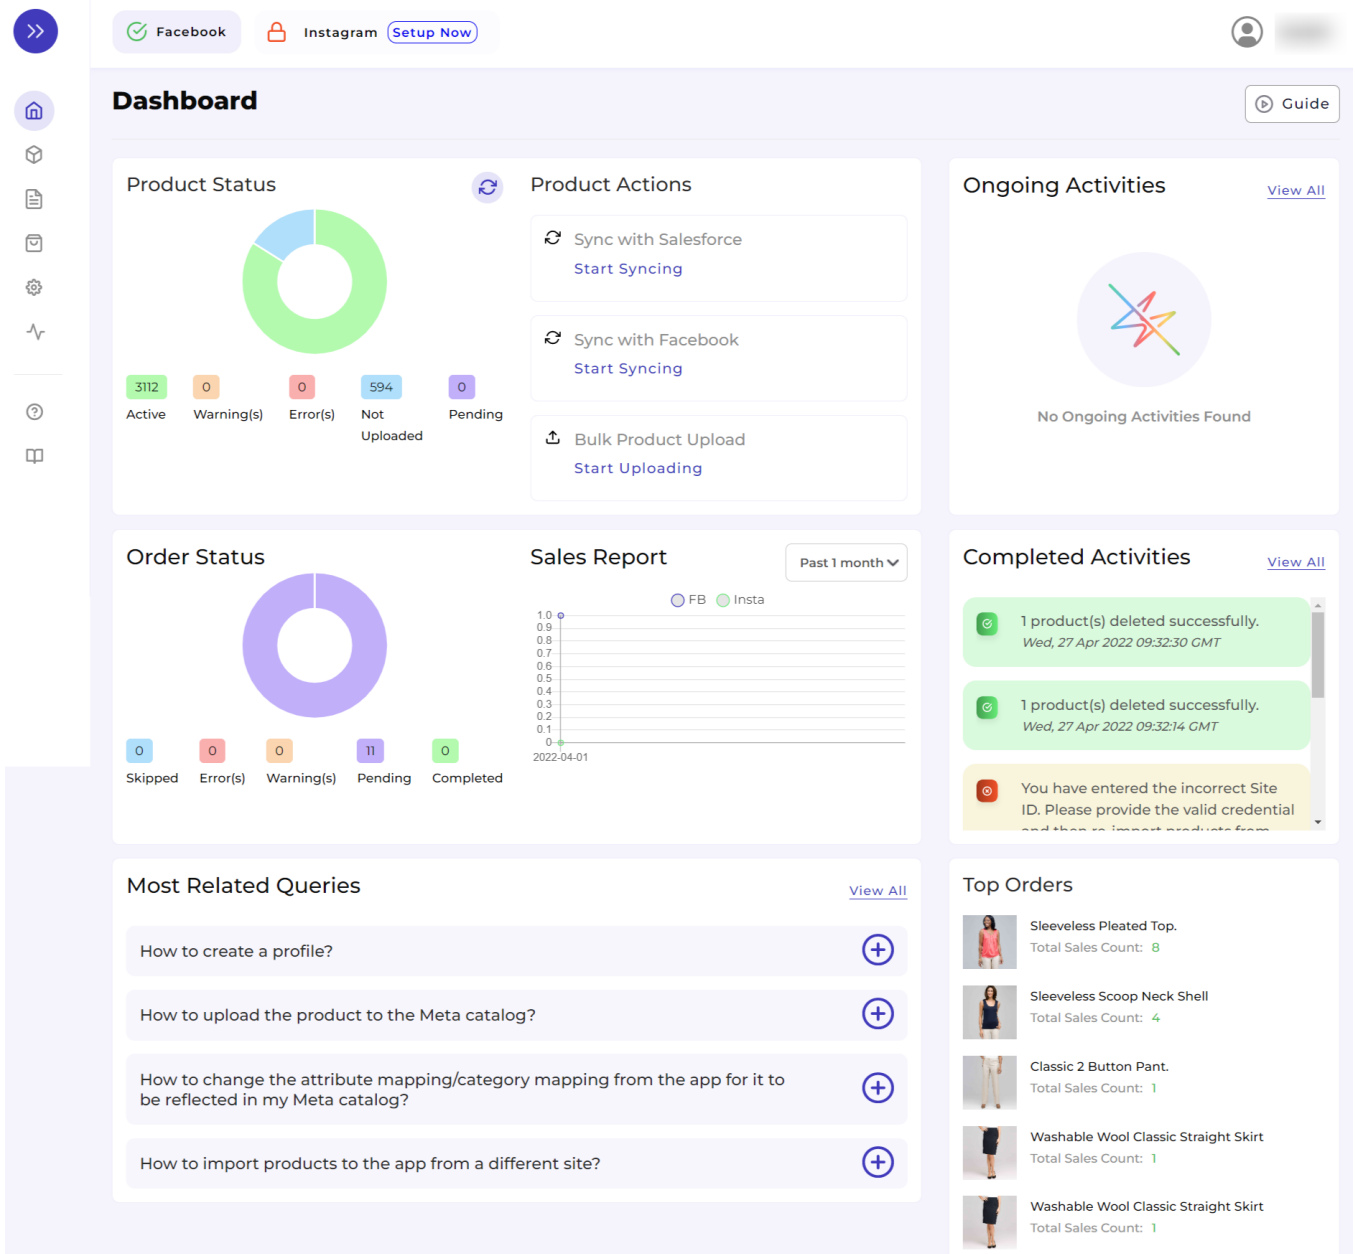 Facebook
Instagram Setup Now
Dashboard
Guide
Product Status
3112 0 0 594 0
Active Warning(s) Error(s) Not Uploaded Pending
Product Actions
Sync with Salesforce
Start Syncing
Sync with Facebook
Start Syncing
Bulk Product Upload
Start Uploading
Ongoing Activities View All
No Ongoing Activities Found
Order Status
0 0 0 11 0
Skipped Error(s) Warning(s) Pending Completed
Sales Report Past 1 month
FB Insta
1.0
0.9
0.8
0.7
0.6
0.5
0.4
0.3
0.2
0.1
0
2022-04-01
Completed Activities View All
1 product(s) deleted successfully.
Wed, 27 Apr 2022 09:32:30 GMT
1 product(s) deleted successfully.
Wed, 27 Apr 2022 09:32:14 GMT
You have entered the incorrect Site
ID. Please provide the valid credential
and then re-import products from
Most Related Queries View All
How to create a profile?
How to upload the product to the Meta catalog?
How to change the attribute mapping/category mapping from the app for it to
be reflected in my Meta catalog?
How to import products to the app from a different site?
Top Orders
Sleeveless Pleated Top.
Total Sales Count: 8
Sleeveless Scoop Neck Shell
Total Sales Count: 4
Classic 2 Button Pant.
Total Sales Count: 1
Washable Wool Classic Straight Skirt
Total Sales Count: 1
Washable Wool Classic Straight Skirt
Total Sales Count: 1